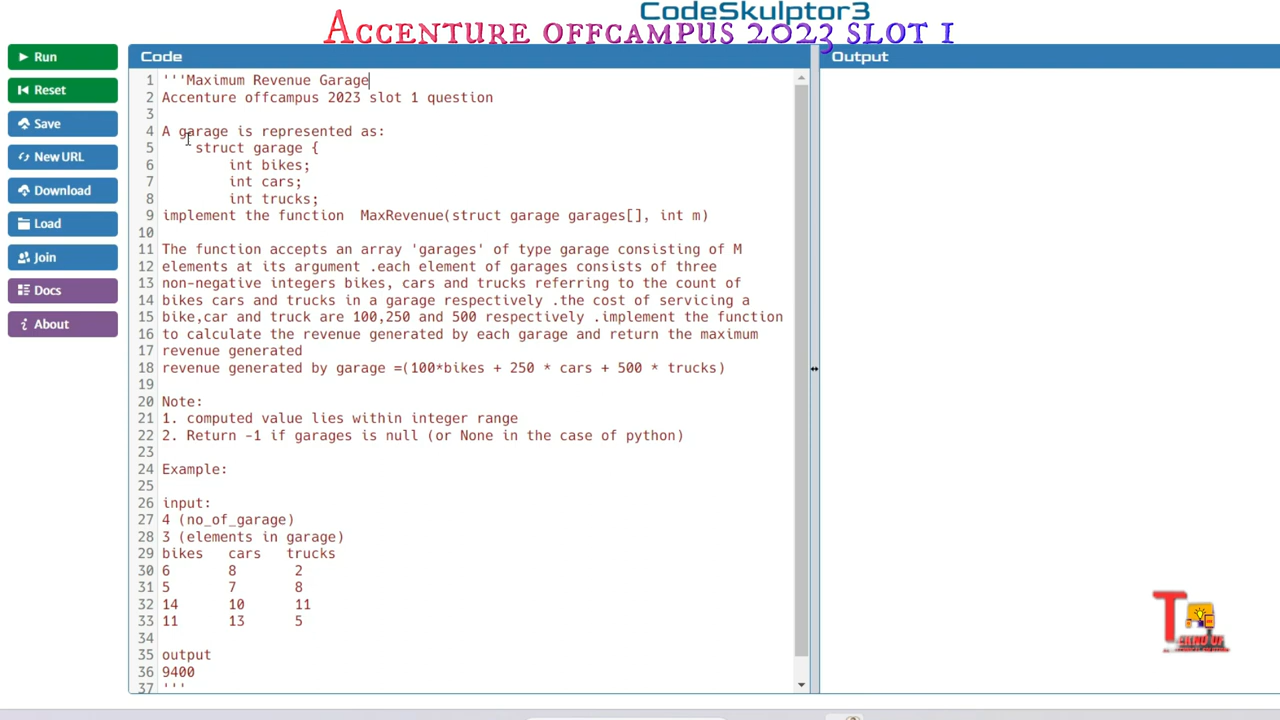 CodeSkulptor3
Accenture offcampus 2023 slot 1
Run
Reset
Save
New URL
Download
Load
Join
Docs
About
Code
1 '''Maximum Revenue Garage
2 Accenture offcampus 2023 slot 1 question
3
4 A garage is represented as:
5 struct garage {
6 int bikes;
7 int cars;
8 int trucks;
9 implement the function MaxRevenue(struct garage garages[], int m)
10
11 The function accepts an array 'garages' of type garage consisting of M
12 elements at its argument .each element of garages consists of three
13 non-negative integers bikes, cars and trucks referring to the count of
14 bikes cars and trucks in a garage respectively .the cost of servicing a
15 bike,car and truck are 100,250 and 500 respectively .implement the function
16 to calculate the revenue generated by each garage and return the maximum
17 revenue generated
18 revenue generated by garage =(100*bikes + 250 * cars + 500 * trucks)
19
20 Note:
21 1. computed value lies within integer range
22 2. Return -1 if garages is null (or None in the case of python)
23
24 Example:
25
26 input:
27 4 (no_of_garage)
28 3 (elements in garage)
29 bikes cars trucks
30 6 8 2
31 5 7 8
32 14 10 11
33 11 13 5
34
35 output
36 9400
37 '''
Output